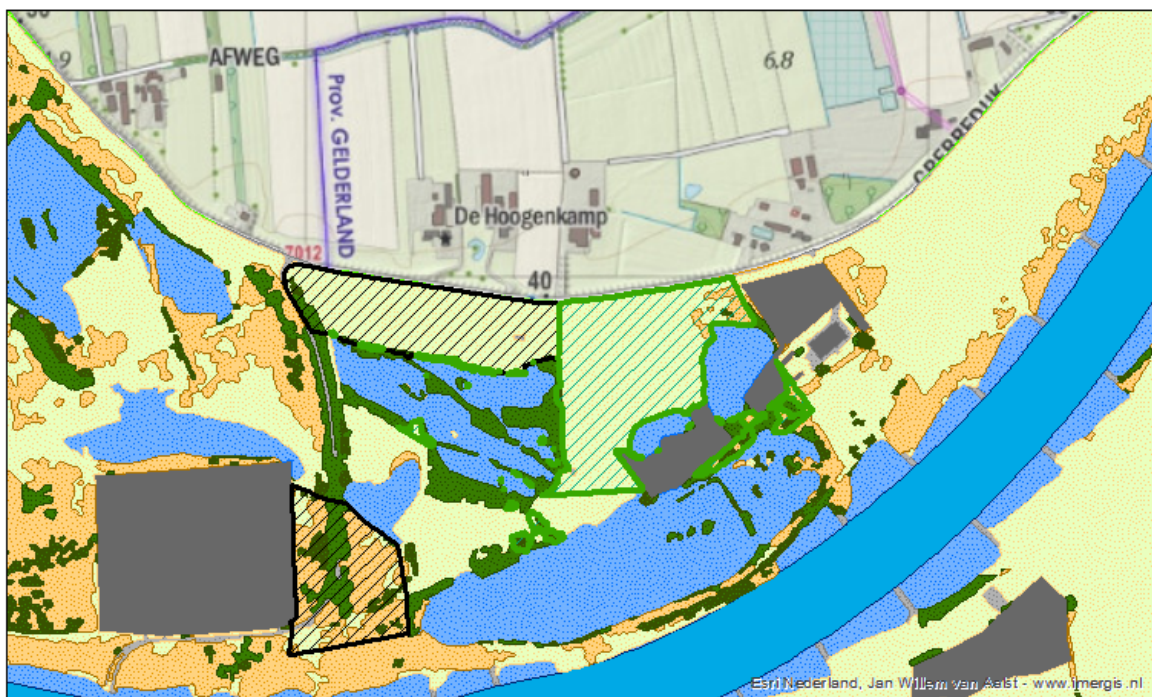 AFWEG
6.8
Prov. GELDERLAND
De Hoogenkamp
7012
40
Esri Nederland, Jan Willem van Aalst - www.imergis.nl